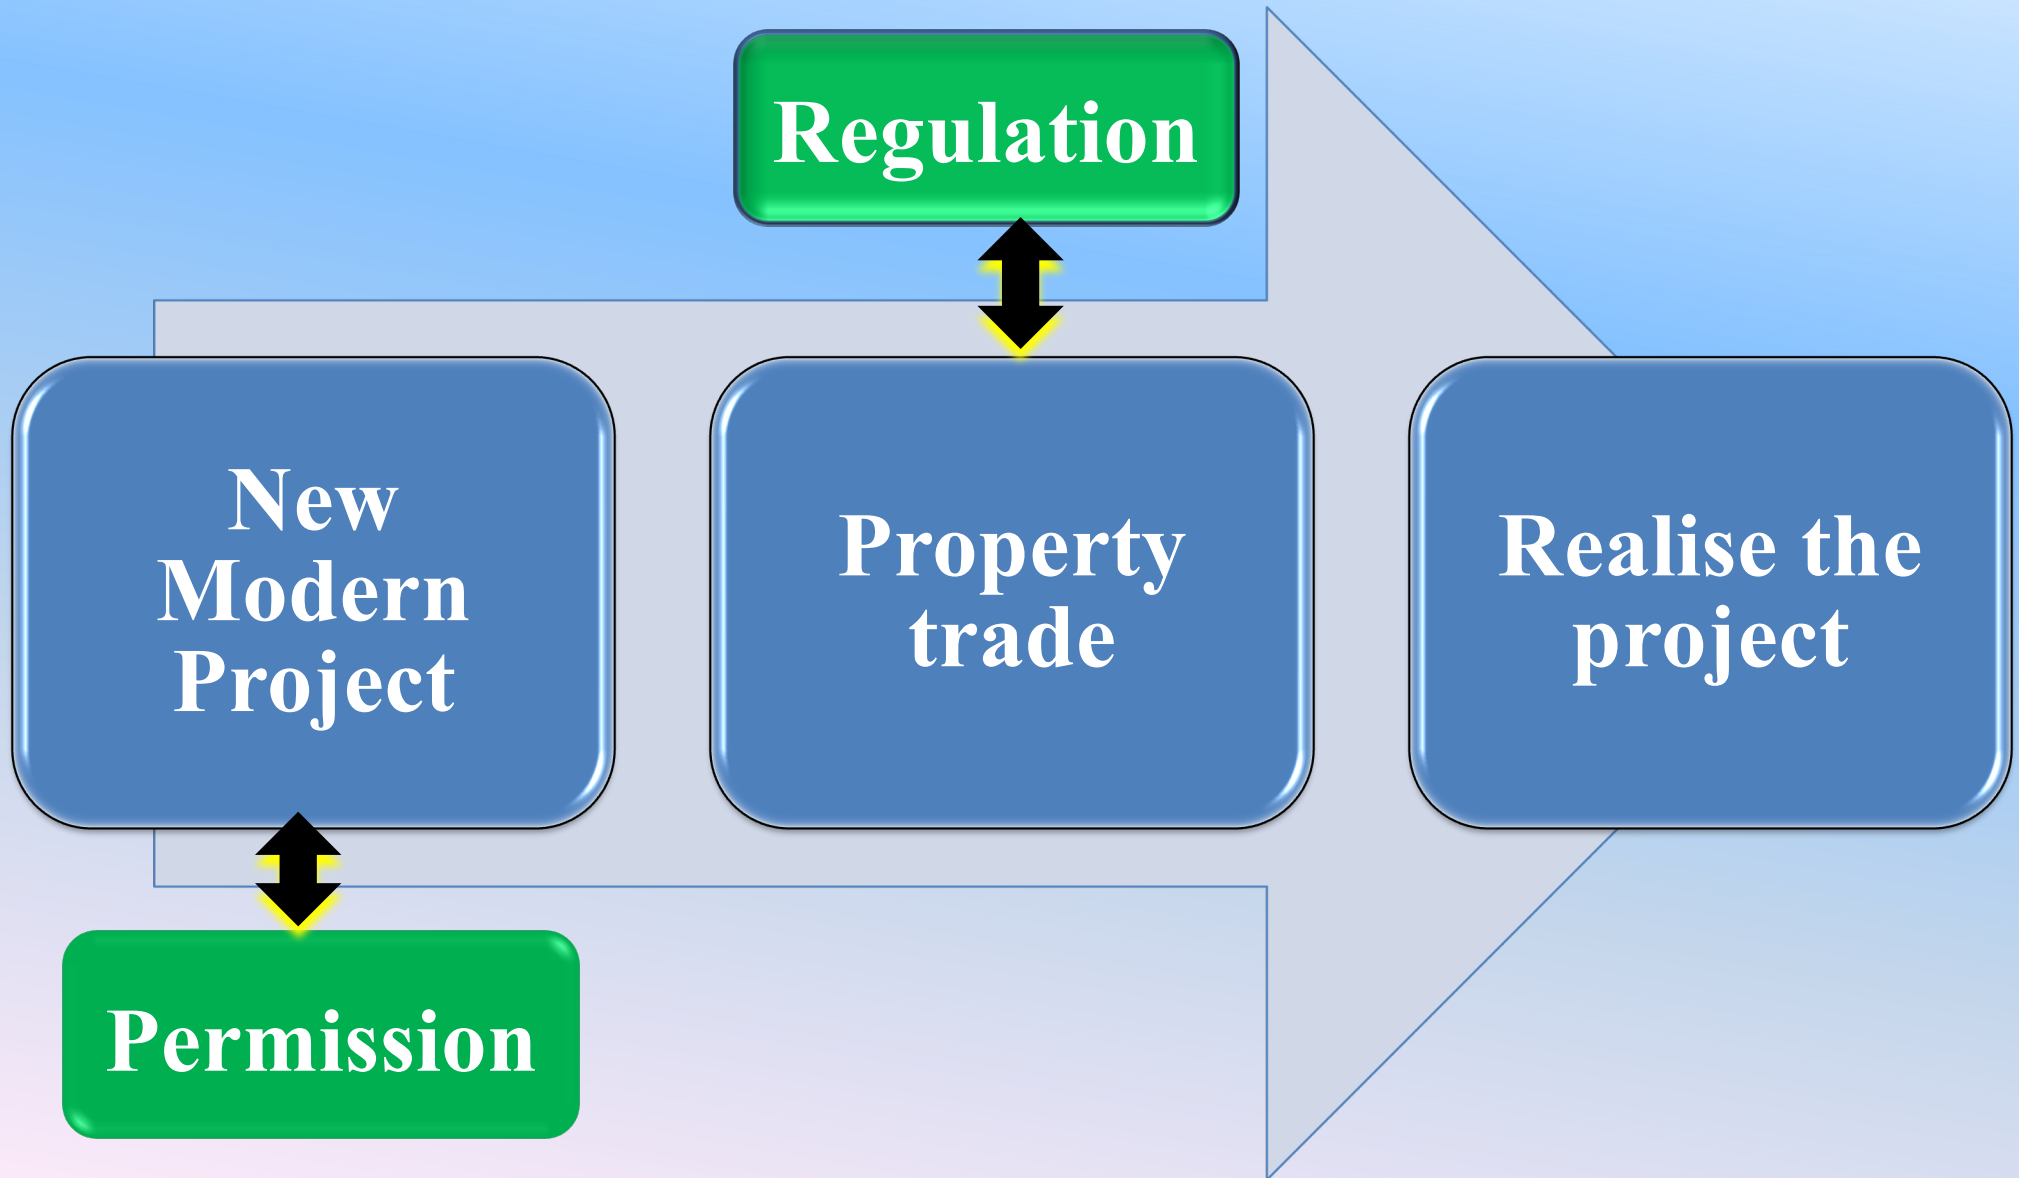 Regulation
New
Modern
Project
Property
trade
Realise the
project
Permission